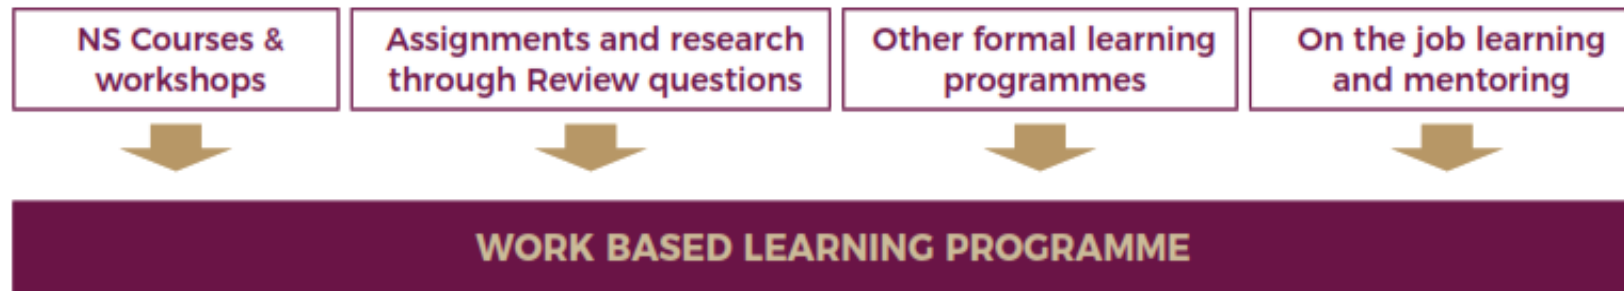 NS Courses &
workshops
Assignments and research
through Review questions
Other formal learning
programmes
On the job learning
and mentoring
WORK BASED LEARNING PROGRAMME